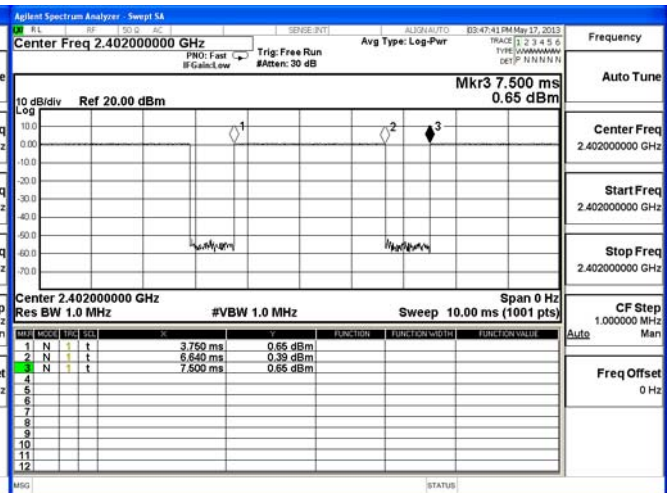 Agilent Spectrum Analyzer - Swept SA
RL RF 50 Ω AC SENSE:INT ALIGNAUTO 03:47:41 PM May 17, 2013
Center Freq 2.402000000 GHz
PNO: Fast
IFGain:Low
Trig: Free Run
#Atten: 30 dB
Avg Type: Log-Pwr
TRACE 1 2 3 4 5 6
TYPE
DET P N N N N N
Mkr3 7.500 ms
0.65 dBm
10 dB/div Ref 20.00 dBm
Log
10.0
0.00
-10.0
-20.0
-30.0
-40.0
-50.0
-60.0
-70.0
1
2
3
Center 2.402000000 GHz Span 0 Hz
Res BW 1.0 MHz #VBW 1.0 MHz Sweep 10.00 ms (1001 pts)
MKR MODE TRC SCL X Y FUNCTION FUNCTION WIDTH FUNCTION VALUE
1 N 1 t 3.750 ms 0.65 dBm
2 N 1 t 6.640 ms 0.39 dBm
3 N 1 t 7.500 ms 0.65 dBm
4
5
6
7
8
9
10
11
12
MSG STATUS
Frequency
Auto Tune
Center Freq
2.402000000 GHz
Start Freq
2.402000000 GHz
Stop Freq
2.402000000 GHz
CF Step
1.000000 MHz
Auto Man
Freq Offset
0 Hz